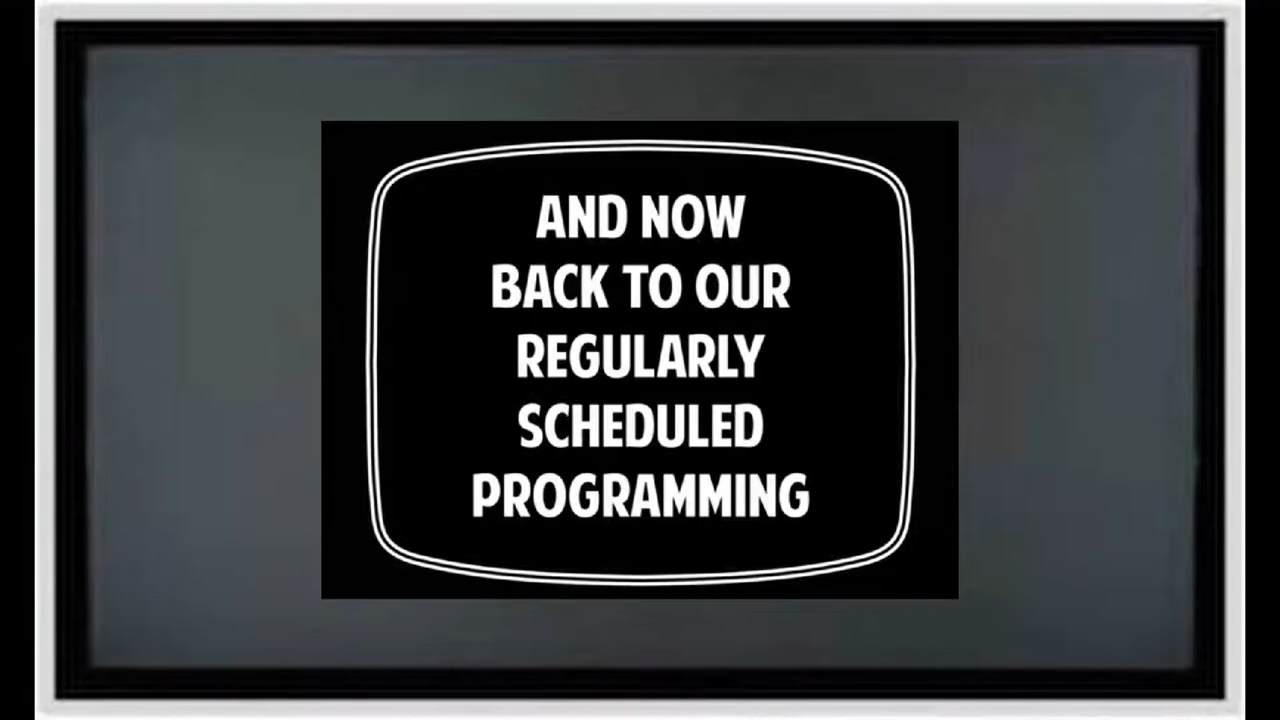 AND NOW
BACK TO OUR
REGULARLY
SCHEDULED
PROGRAMMING